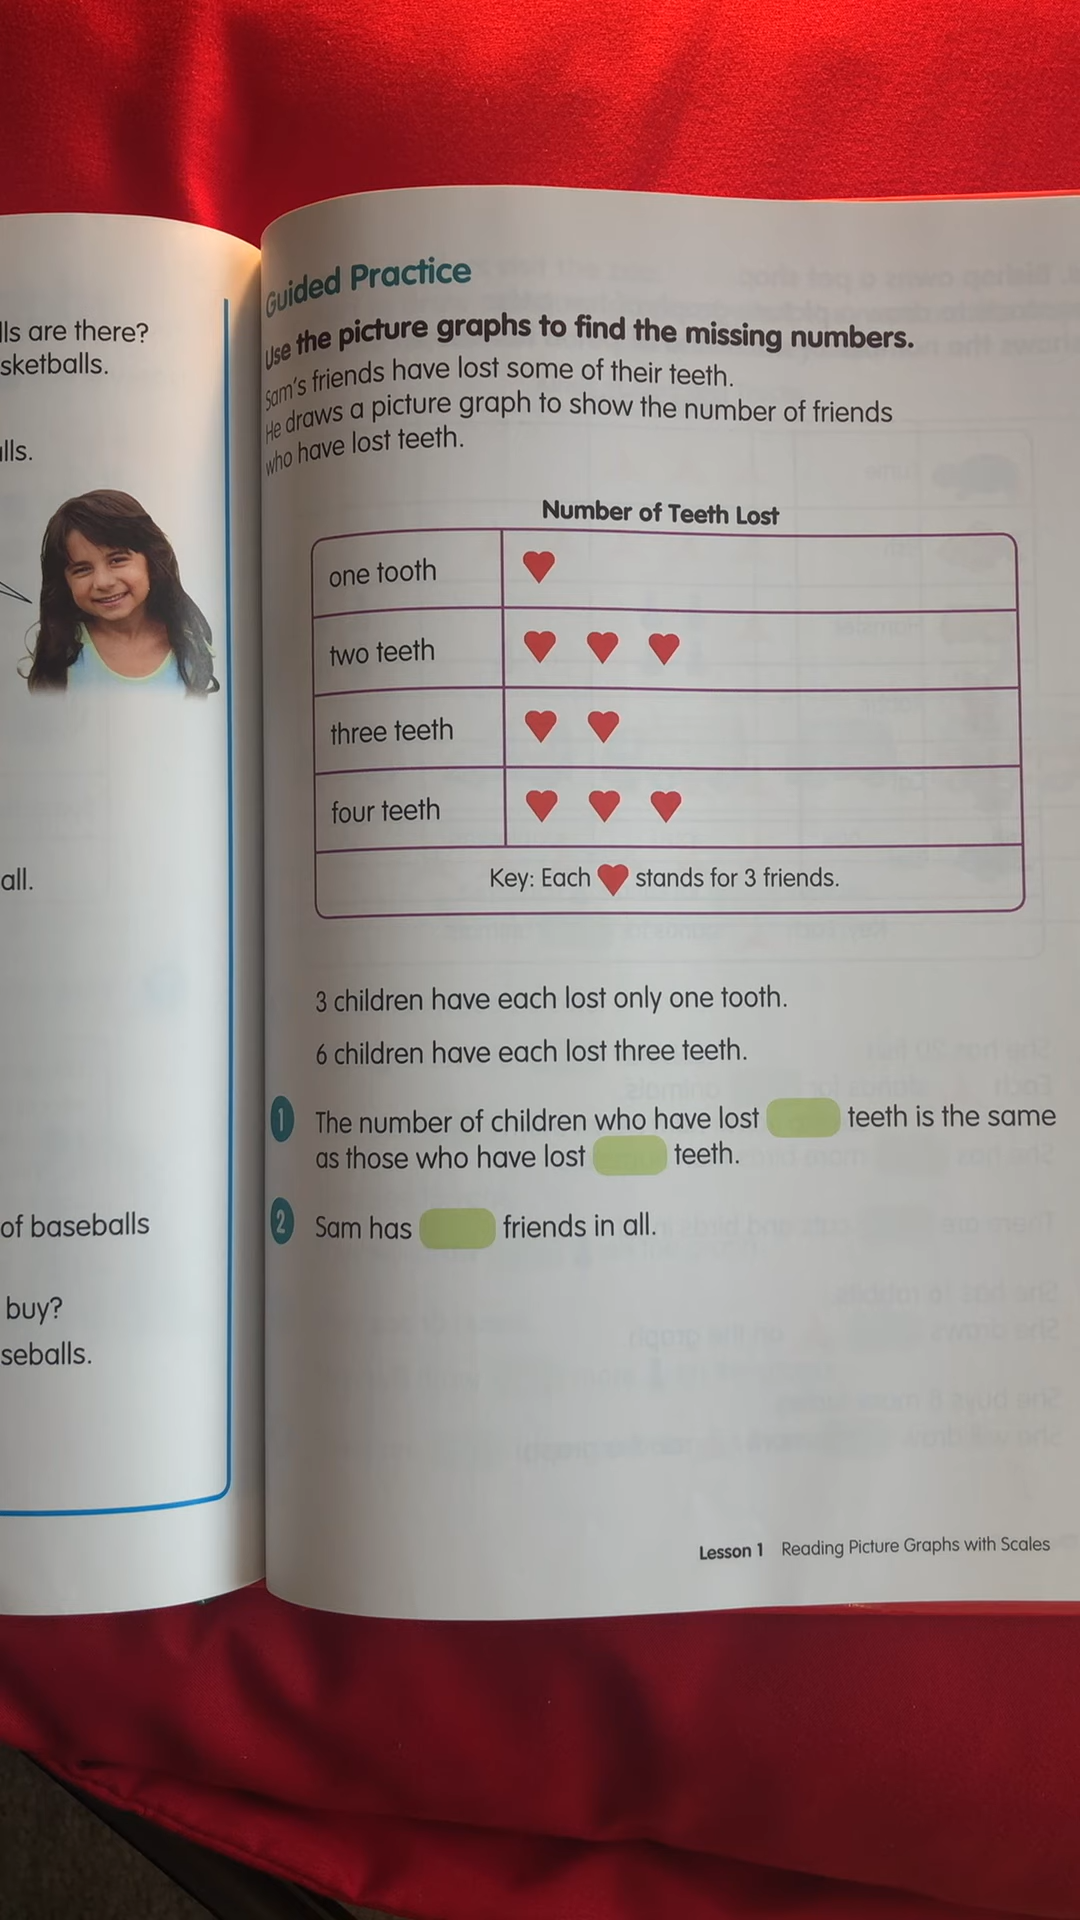 lls are there?
sketballs.
alls.
all.
of baseballs
buy?
seballs.
Guided Practice
Use the picture graphs to find the missing numbers.
Sam's friends have lost some of their teeth.
He draws a picture graph to show the number of friends
who have lost teeth.
Number of Teeth Lost
one tooth
two teeth
three teeth
four teeth
Key: Each stands for 3 friends.
3 children have each lost only one tooth.
6 children have each lost three teeth.
1 The number of children who have lost teeth is the same
as those who have lost teeth.
2 Sam has friends in all.
Lesson 1 Reading Picture Graphs with Scales